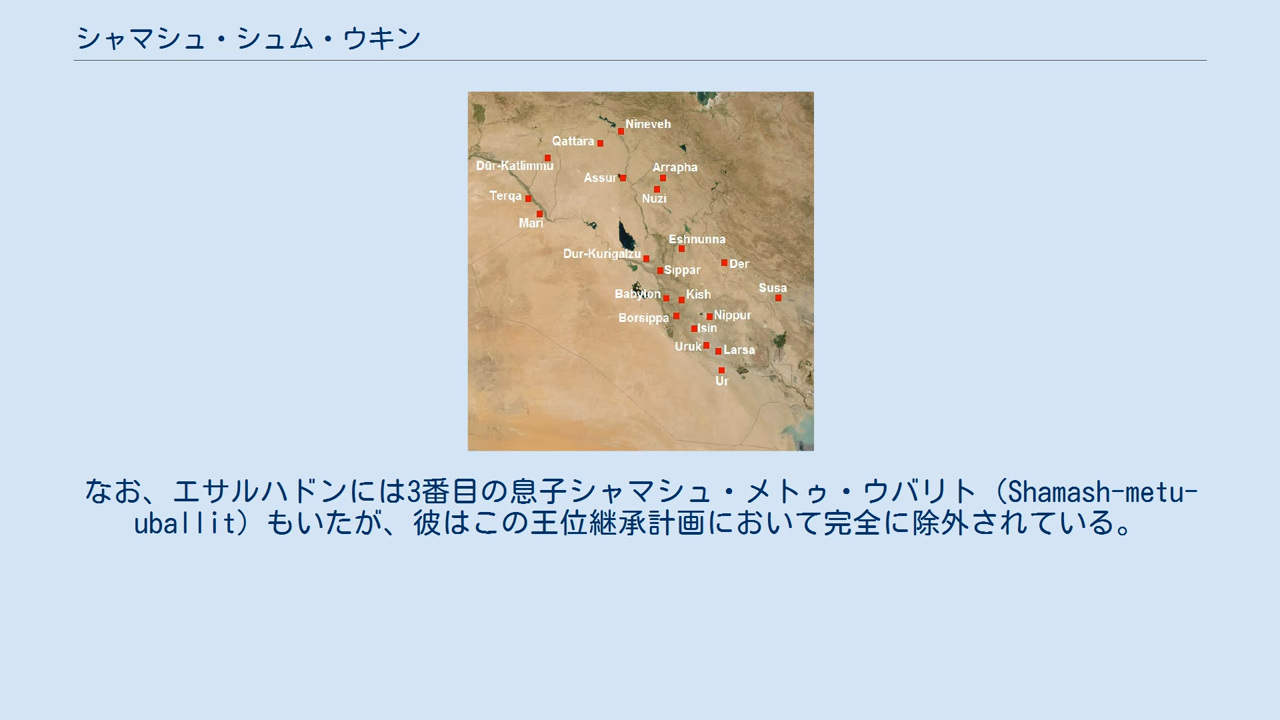 シャマシュ・シュム・ウキン
Nineveh
Qattara
Dūr-Katlimmu
Assur
Arrapha
Terqa
Nuzi
Mari
Eshnunna
Dur-Kurigalzu
Der
Sippar
Susa
Babylon
Kish
Borsippa
Nippur
Isin
Uruk
Larsa
Ur
なお、エサルハドンには3番目の息子シャマシュ・メトゥ・ウバリト（Shamash-metu-
uballit）もいたが、彼はこの王位継承計画において完全に除外されている。